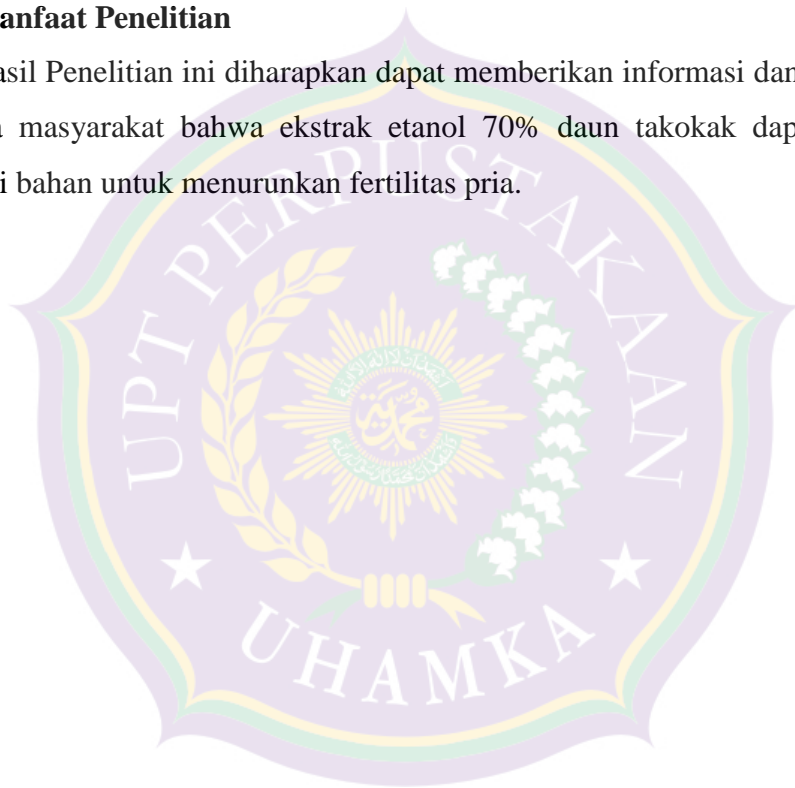 anfaat Penelitian
asil Penelitian ini diharapkan dapat memberikan informasi dan
a masyarakat bahwa ekstrak etanol 70% daun takokak dap
i bahan untuk menurunkan fertilitas pria.
UPT PERPUSTAKAAN
UHAMKA